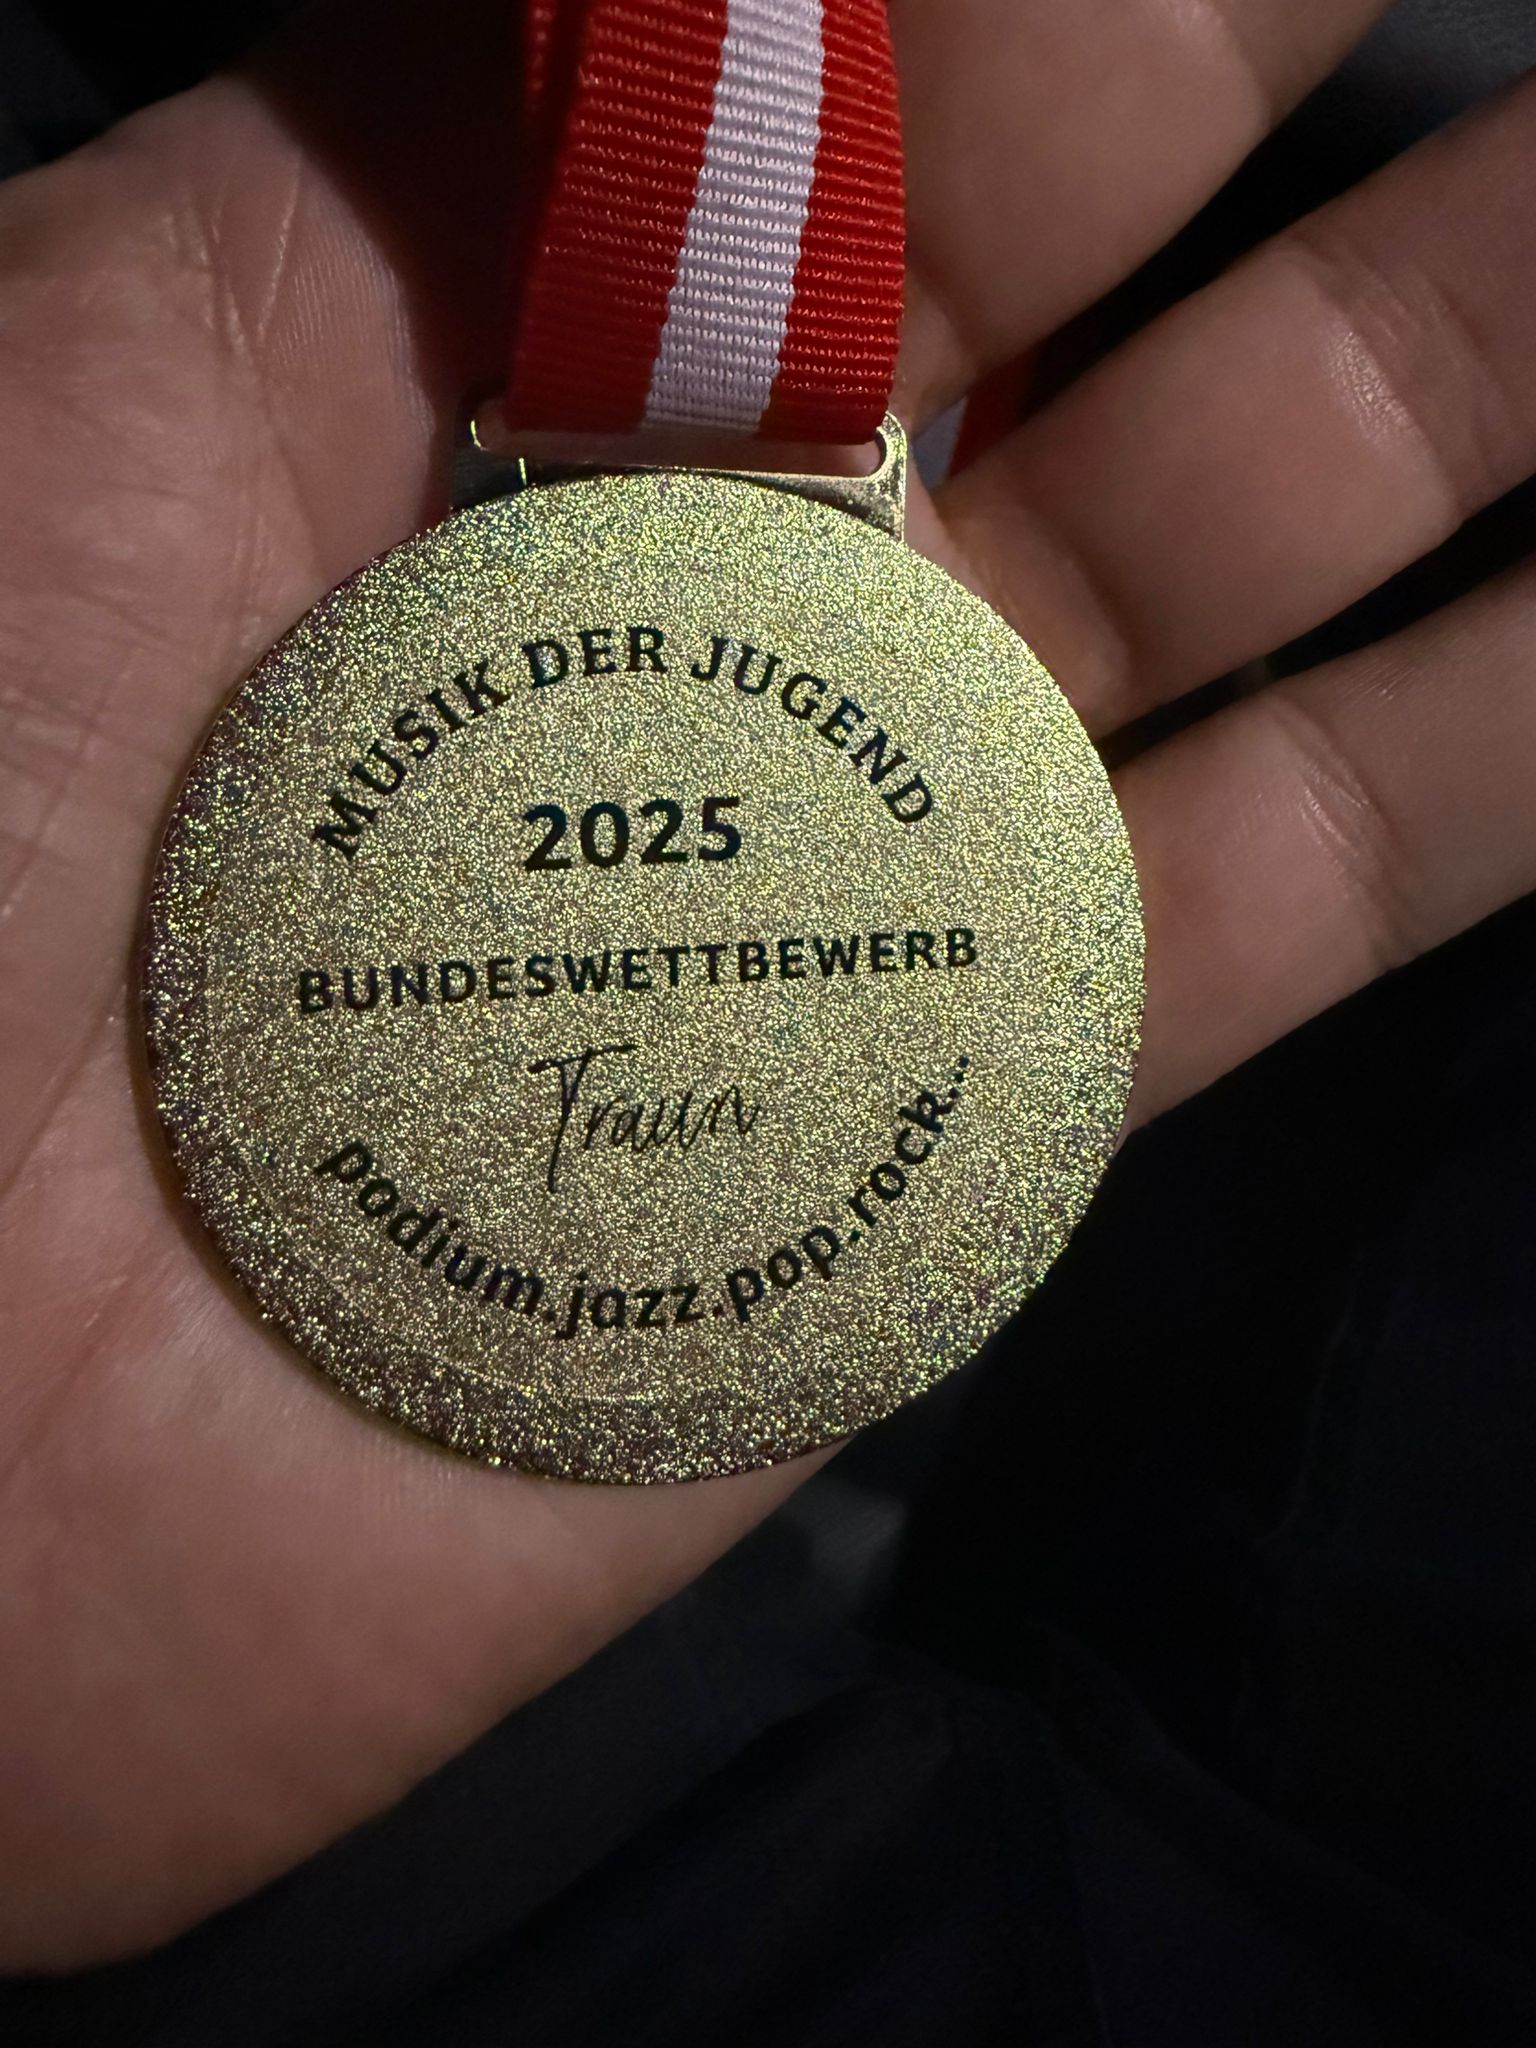 MUSIK DER JUGEND
2025
BUNDESWETTBEWERB
Traun
podium.jazz.pop.rock...